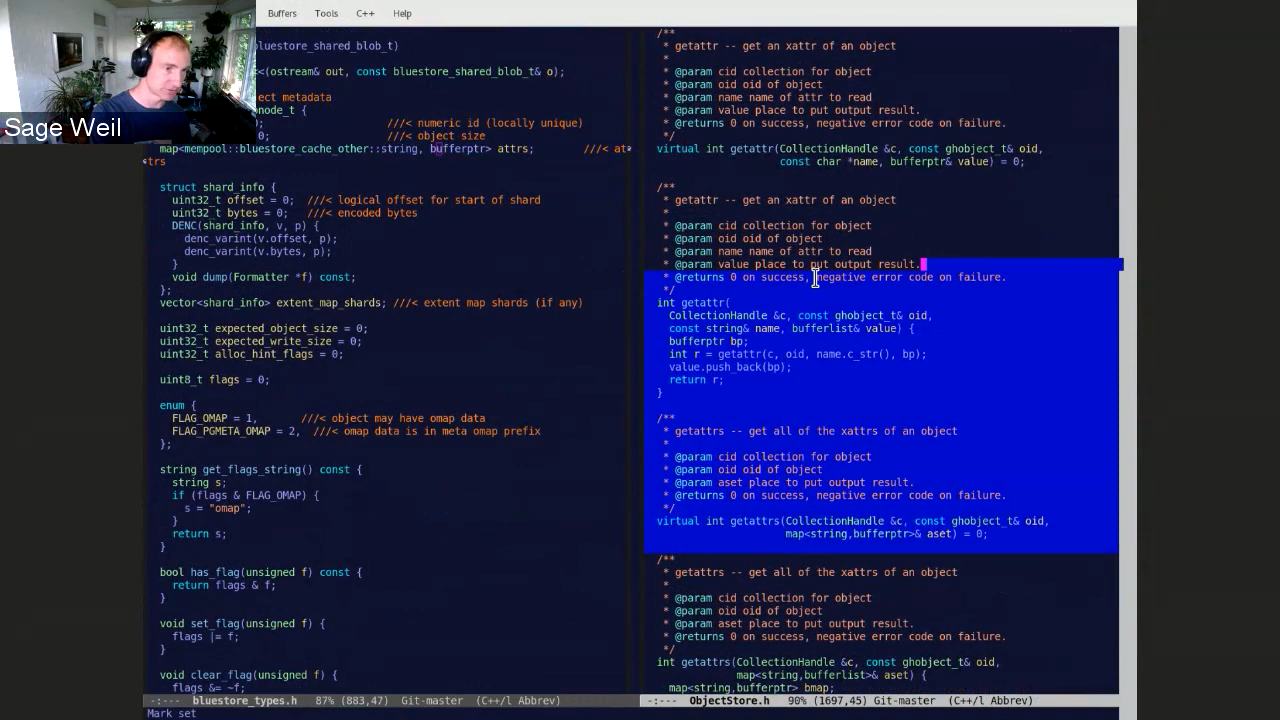 Buffers Tools C++ Help
Sage Weil
bluestore_shared_blob_t)
<(ostream& out, const bluestore_shared_blob_t& o);
ject metadata
node_t {
///< numeric id (locally unique)
0; ///< object size
map<mempool::bluestore_cache_other::string, bufferptr> attrs; ///< at
trs
struct shard_info {
uint32_t offset = 0; ///< logical offset for start of shard
uint32_t bytes = 0; ///< encoded bytes
DENC(shard_info, v, p) {
denc_varint(v.offset, p);
denc_varint(v.bytes, p);
}
void dump(Formatter *f) const;
};
vector<shard_info> extent_map_shards; ///< extent map shards (if any)
uint32_t expected_object_size = 0;
uint32_t expected_write_size = 0;
uint32_t alloc_hint_flags = 0;
uint8_t flags = 0;
enum {
FLAG_OMAP = 1, ///< object may have omap data
FLAG_PGMETA_OMAP = 2, ///< omap data is in meta omap prefix
};
string get_flags_string() const {
string s;
if (flags & FLAG_OMAP) {
s = "omap";
}
return s;
}
bool has_flag(unsigned f) const {
return flags & f;
}
void set_flag(unsigned f) {
flags |= f;
}
void clear_flag(unsigned f) {
flags &= ~f;
-:--- bluestore_types.h 87% (883,47) Git-master (C++/l Abbrev)
Mark set
/**
* getattr -- get an xattr of an object
*
* @param cid collection for object
* @param oid oid of object
* @param name name of attr to read
* @param value place to put output result.
* @returns 0 on success, negative error code on failure.
*/
virtual int getattr(CollectionHandle &c, const ghobject_t& oid,
const char *name, bufferptr& value) = 0;
/**
* getattr -- get an xattr of an object
*
* @param cid collection for object
* @param oid oid of object
* @param name name of attr to read
* @param value place to put output result.
* @returns 0 on success, negative error code on failure.
*/
int getattr(
CollectionHandle &c, const ghobject_t& oid,
const string& name, bufferlist& value) {
bufferptr bp;
int r = getattr(c, oid, name.c_str(), bp);
value.push_back(bp);
return r;
}
/**
* getattrs -- get all of the xattrs of an object
*
* @param cid collection for object
* @param oid oid of object
* @param aset place to put output result.
* @returns 0 on success, negative error code on failure.
*/
virtual int getattrs(CollectionHandle &c, const ghobject_t& oid,
map<string,bufferptr>& aset) = 0;
/**
* getattrs -- get all of the xattrs of an object
*
* @param cid collection for object
* @param oid oid of object
* @param aset place to put output result.
* @returns 0 on success, negative error code on failure.
*/
int getattrs(CollectionHandle &c, const ghobject_t& oid,
map<string,bufferlist>& aset) {
map<string,bufferptr> bmap;
-:--- ObjectStore.h 90% (1697,45) Git-master (C++/l Abbrev)